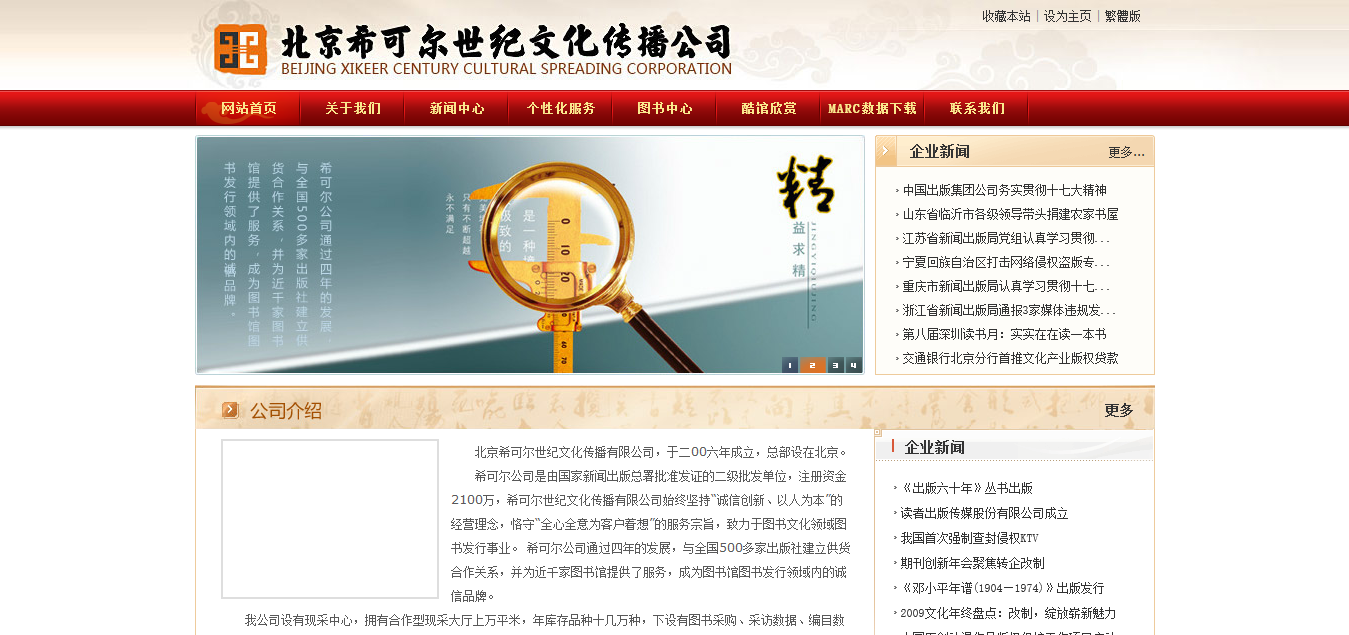 收藏本站 | 设为主页 | 繁體版
北京希可尔世纪文化传播公司
BEIJING XIKEER CENTURY CULTURAL SPREADING CORPORATION
网站首页 关于我们 新闻中心 个性化服务 图书中心 酷馆欣赏 MARC数据下载 联系我们
希可尔公司通过四年的发展，
与全国500多家出版社建立供
货合作关系，并为近千家图书
馆提供了服务，成为图书馆图
书发行领域内的诚信品牌。
是一种
极致的
只有不断超越
永不满足
精
益求精
JINGYIQIUJING
1 2 3 4
企业新闻 更多...
中国出版集团公司务实贯彻十七大精神
山东省临沂市各级领导带头捐建农家书屋
江苏省新闻出版局党组认真学习贯彻...
宁夏回族自治区打击网络侵权盗版专...
重庆市新闻出版局认真学习贯彻十七...
浙江省新闻出版局通报3家媒体违规发...
第八届深圳读书月：实实在在读一本书
交通银行北京分行首推文化产业版权贷款
公司介绍 更多
北京希可尔世纪文化传播有限公司，于二00六年成立，总部设在北京。
希可尔公司是由国家新闻出版总署批准发证的二级批发单位，注册资金
2100万，希可尔世纪文化传播有限公司始终坚持“诚信创新、以人为本”的
经营理念，恪守“全心全意为客户着想”的服务宗旨，致力于图书文化领域图
书发行事业。 希可尔公司通过四年的发展，与全国500多家出版社建立供货
合作关系，并为近千家图书馆提供了服务，成为图书馆图书发行领域内的诚
信品牌。
我公司设有现采中心，拥有合作型现采大厅上万平米，年库存品种十几万种，下设有图书采购、采访数据、编目数
企业新闻
《出版六十年》丛书出版
读者出版传媒股份有限公司成立
我国首次强制查封侵权KTV
期刊创新年会聚焦转企改制
《邓小平年谱(1904—1974)》出版发行
2009文化年终盘点：改制，绽放崭新魅力